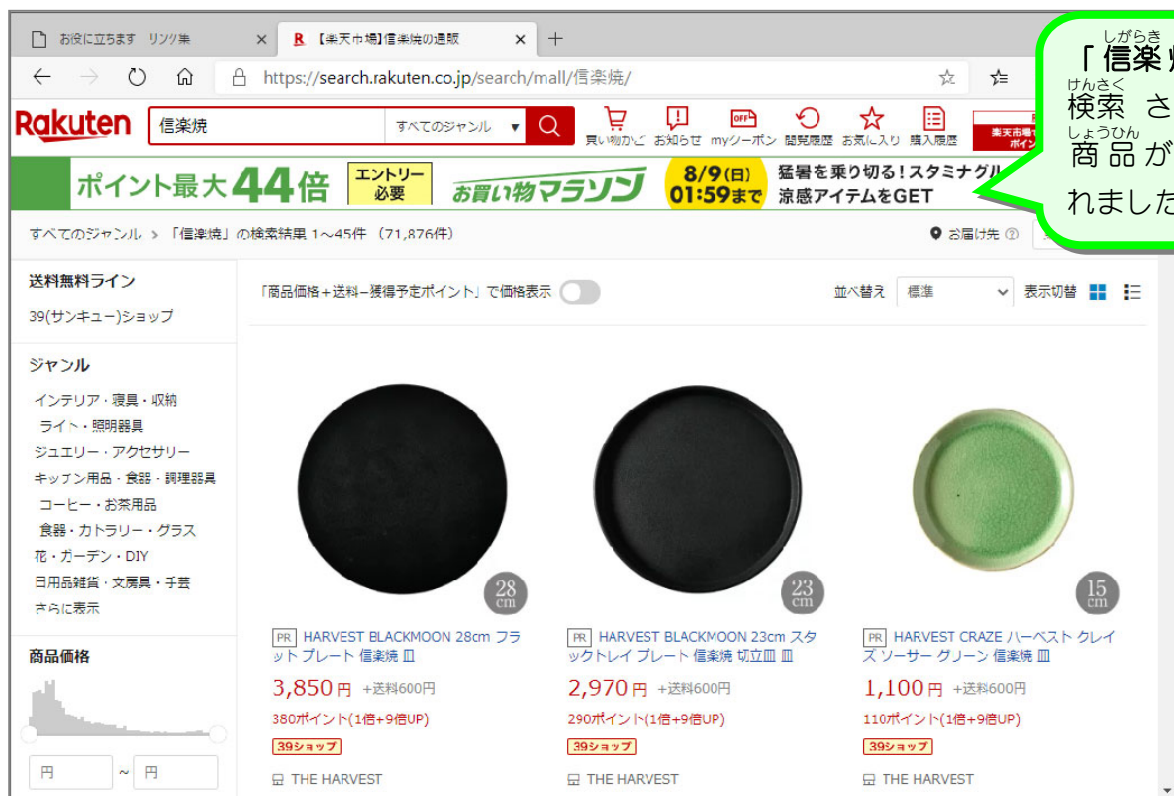 お役に立ちます リンク集
R 【楽天市場】信楽焼の通販
https://search.rakuten.co.jp/search/mall/信楽焼/
しがらき
「信楽
けんさく
検索 さ
しょうひん
商品が
れました
Rakuten
信楽焼
すべてのジャンル ▼
買い物かご お知らせ myクーポン 閲覧履歴 お気に入り 購入履歴
ポイント最大44倍
エントリー
必要
お買い物マラソン
8/9(日)
01:59まで
猛暑を乗り切る!スタミナグル
涼感アイテムをGET
すべてのジャンル > 「信楽焼」の検索結果 1~45件 (71,876件)
お届け先
送料無料ライン
39(サンキュー)ショップ
ジャンル
インテリア・寝具・収納
ライト・照明器具
ジュエリー・アクセサリー
キッチン用品・食器・調理器具
コーヒー・お茶用品
食器・カトラリー・グラス
花・ガーデン・DIY
日用品雑貨・文房具・手芸
さらに表示
商品価格
円 ~ 円
「商品価格+送料-獲得予定ポイント」で価格表示
並べ替え 標準 表示切替
28
cm
PR HARVEST BLACKMOON 28cm フラ
ット プレート 信楽焼 皿
3,850円 +送料600円
380ポイント(1倍+9倍UP)
39ショップ
THE HARVEST
23
cm
PR HARVEST BLACKMOON 23cm スタ
ックトレイ プレート 信楽焼 切立皿 皿
2,970円 +送料600円
290ポイント(1倍+9倍UP)
39ショップ
THE HARVEST
15
cm
PR HARVEST CRAZE ハーベスト クレイ
ズ ソーサー グリーン 信楽焼 皿
1,100円 +送料600円
110ポイント(1倍+9倍UP)
39ショップ
THE HARVEST